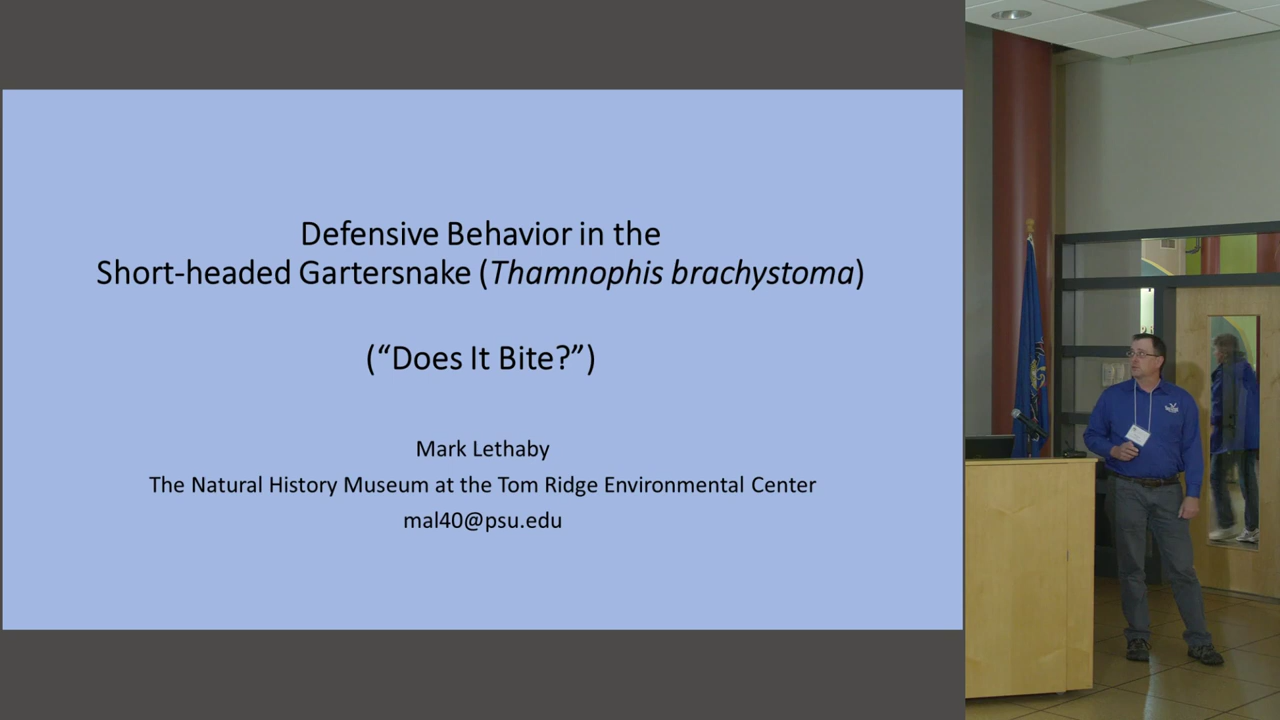 Defensive Behavior in the
Short-headed Gartersnake (Thamnophis brachystoma)
(“Does It Bite?”)
Mark Lethaby
The Natural History Museum at the Tom Ridge Environmental Center
mal40@psu.edu